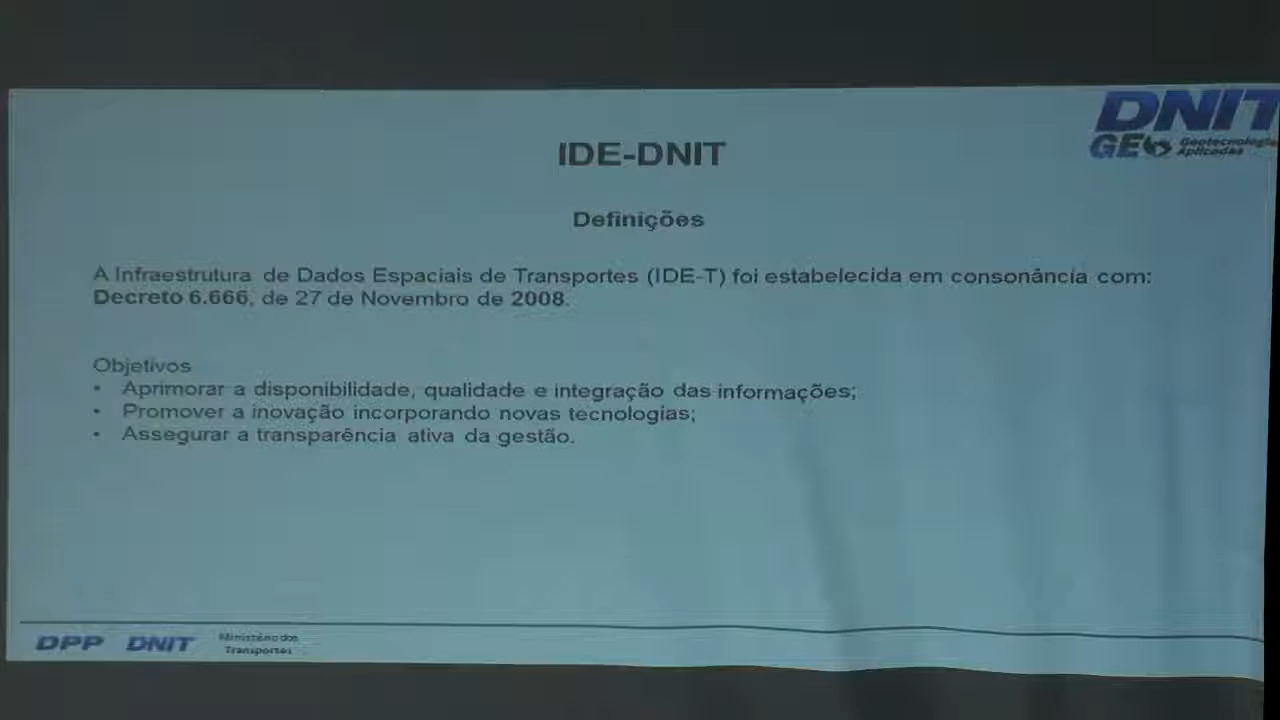 DNIT
GEO Geotecnologias
Aplicadas
IDE-DNIT
Definições
A Infraestrutura de Dados Espaciais de Transportes (IDE-T) foi estabelecida em consonância com:
Decreto 6.666, de 27 de Novembro de 2008.
Objetivos
• Aprimorar a disponibilidade, qualidade e integração das informações;
• Promover a inovação incorporando novas tecnologias;
• Assegurar a transparência ativa da gestão.
DPP DNIT Ministério dos
Transportes